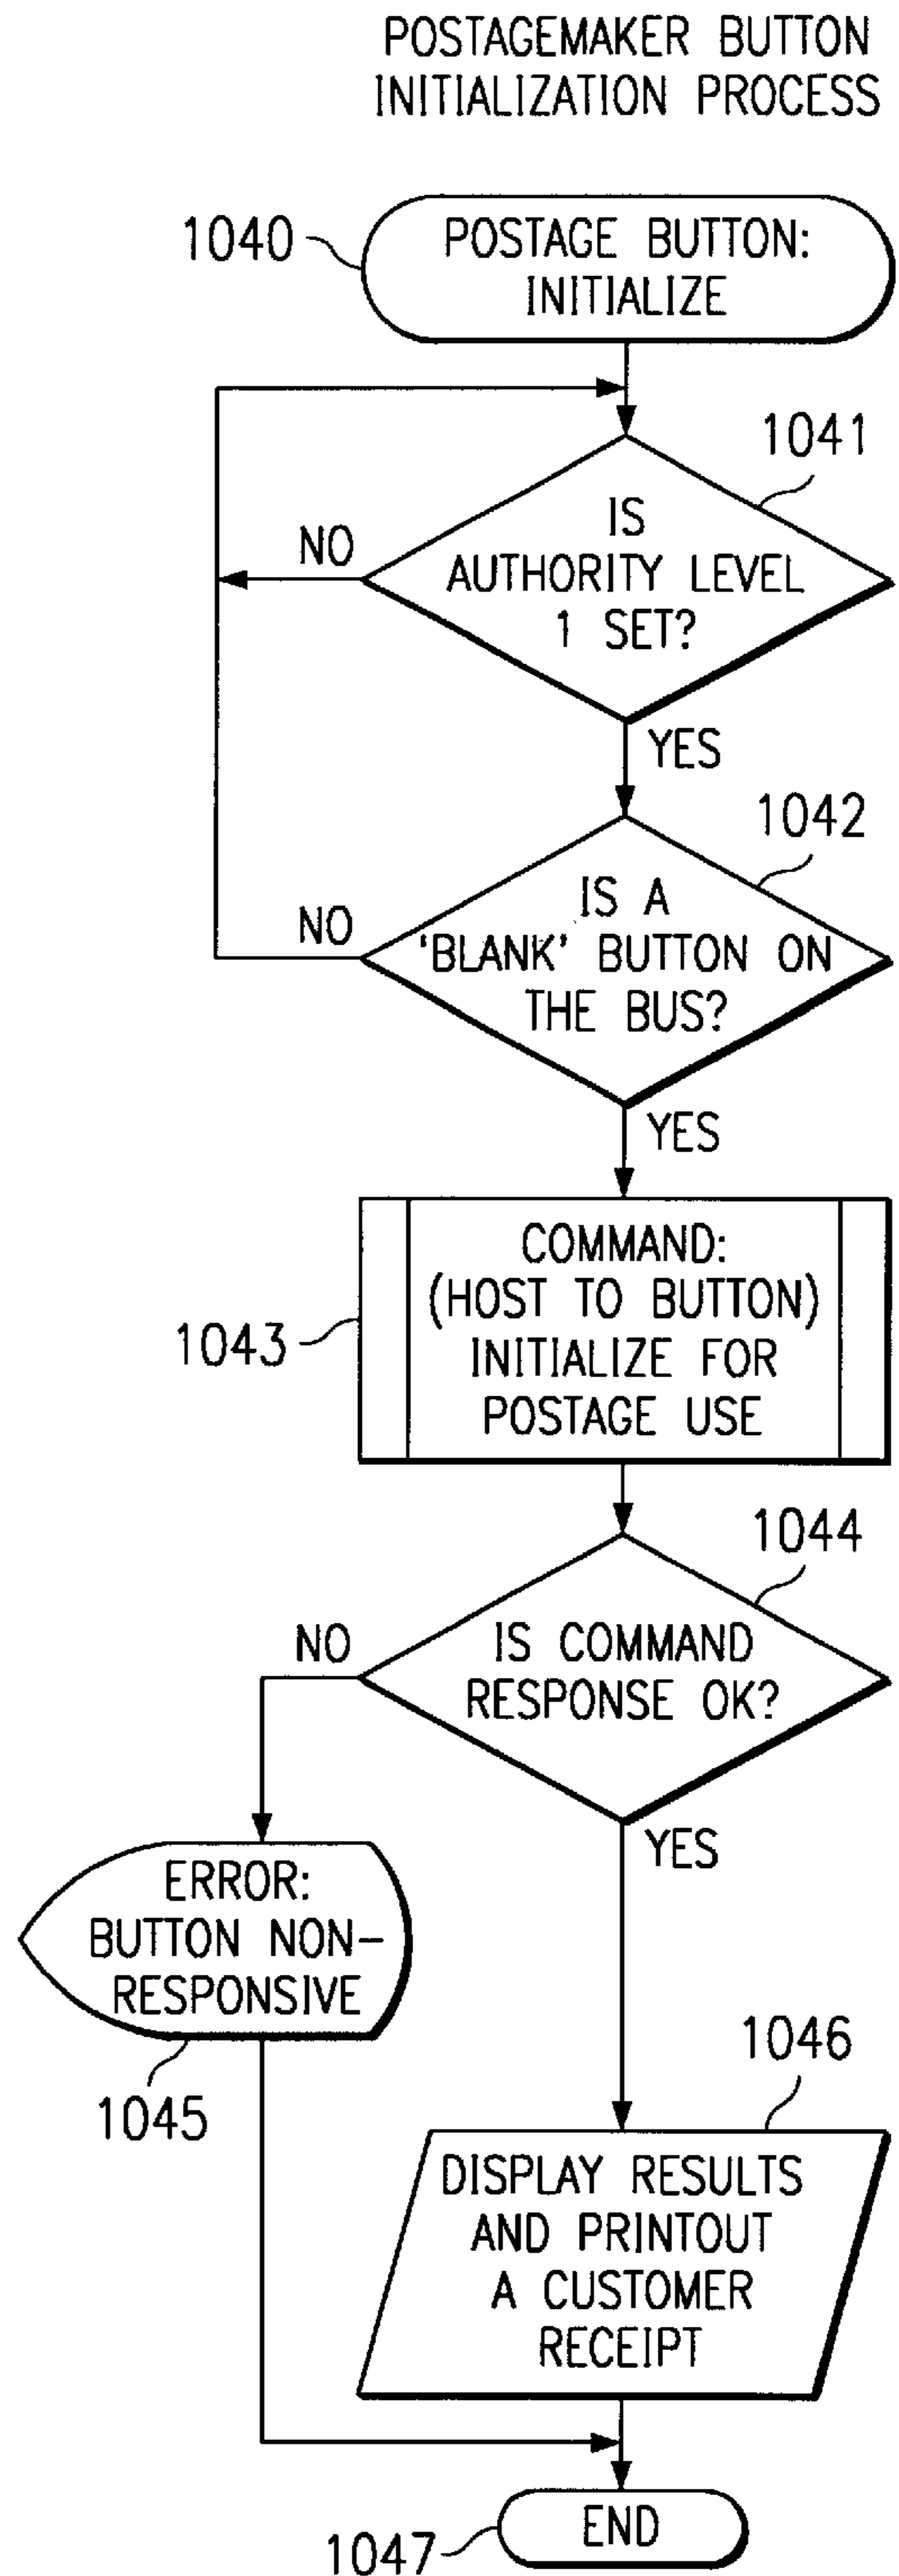 POSTAGEMAKER BUTTON
INITIALIZATION PROCESS
1040
POSTAGE BUTTON:
INITIALIZE
1041
IS
AUTHORITY LEVEL
1 SET?
NO
YES
1042
IS A
'BLANK' BUTTON ON
THE BUS?
NO
YES
1043
COMMAND:
(HOST TO BUTTON)
INITIALIZE FOR
POSTAGE USE
1044
IS COMMAND
RESPONSE OK?
NO
YES
ERROR:
BUTTON NON-
RESPONSIVE
1045
1046
DISPLAY RESULTS
AND PRINTOUT
A CUSTOMER
RECEIPT
END
1047